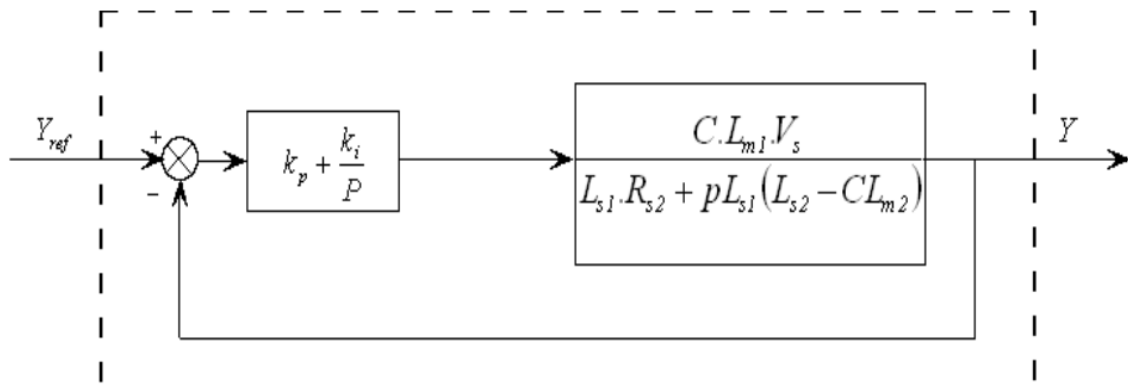 Y_ref
+
−
k_p + k_i / P
C.L_m1.V_s
L_s1.R_s2 + pL_s1(L_s2 − CL_m2)
Y